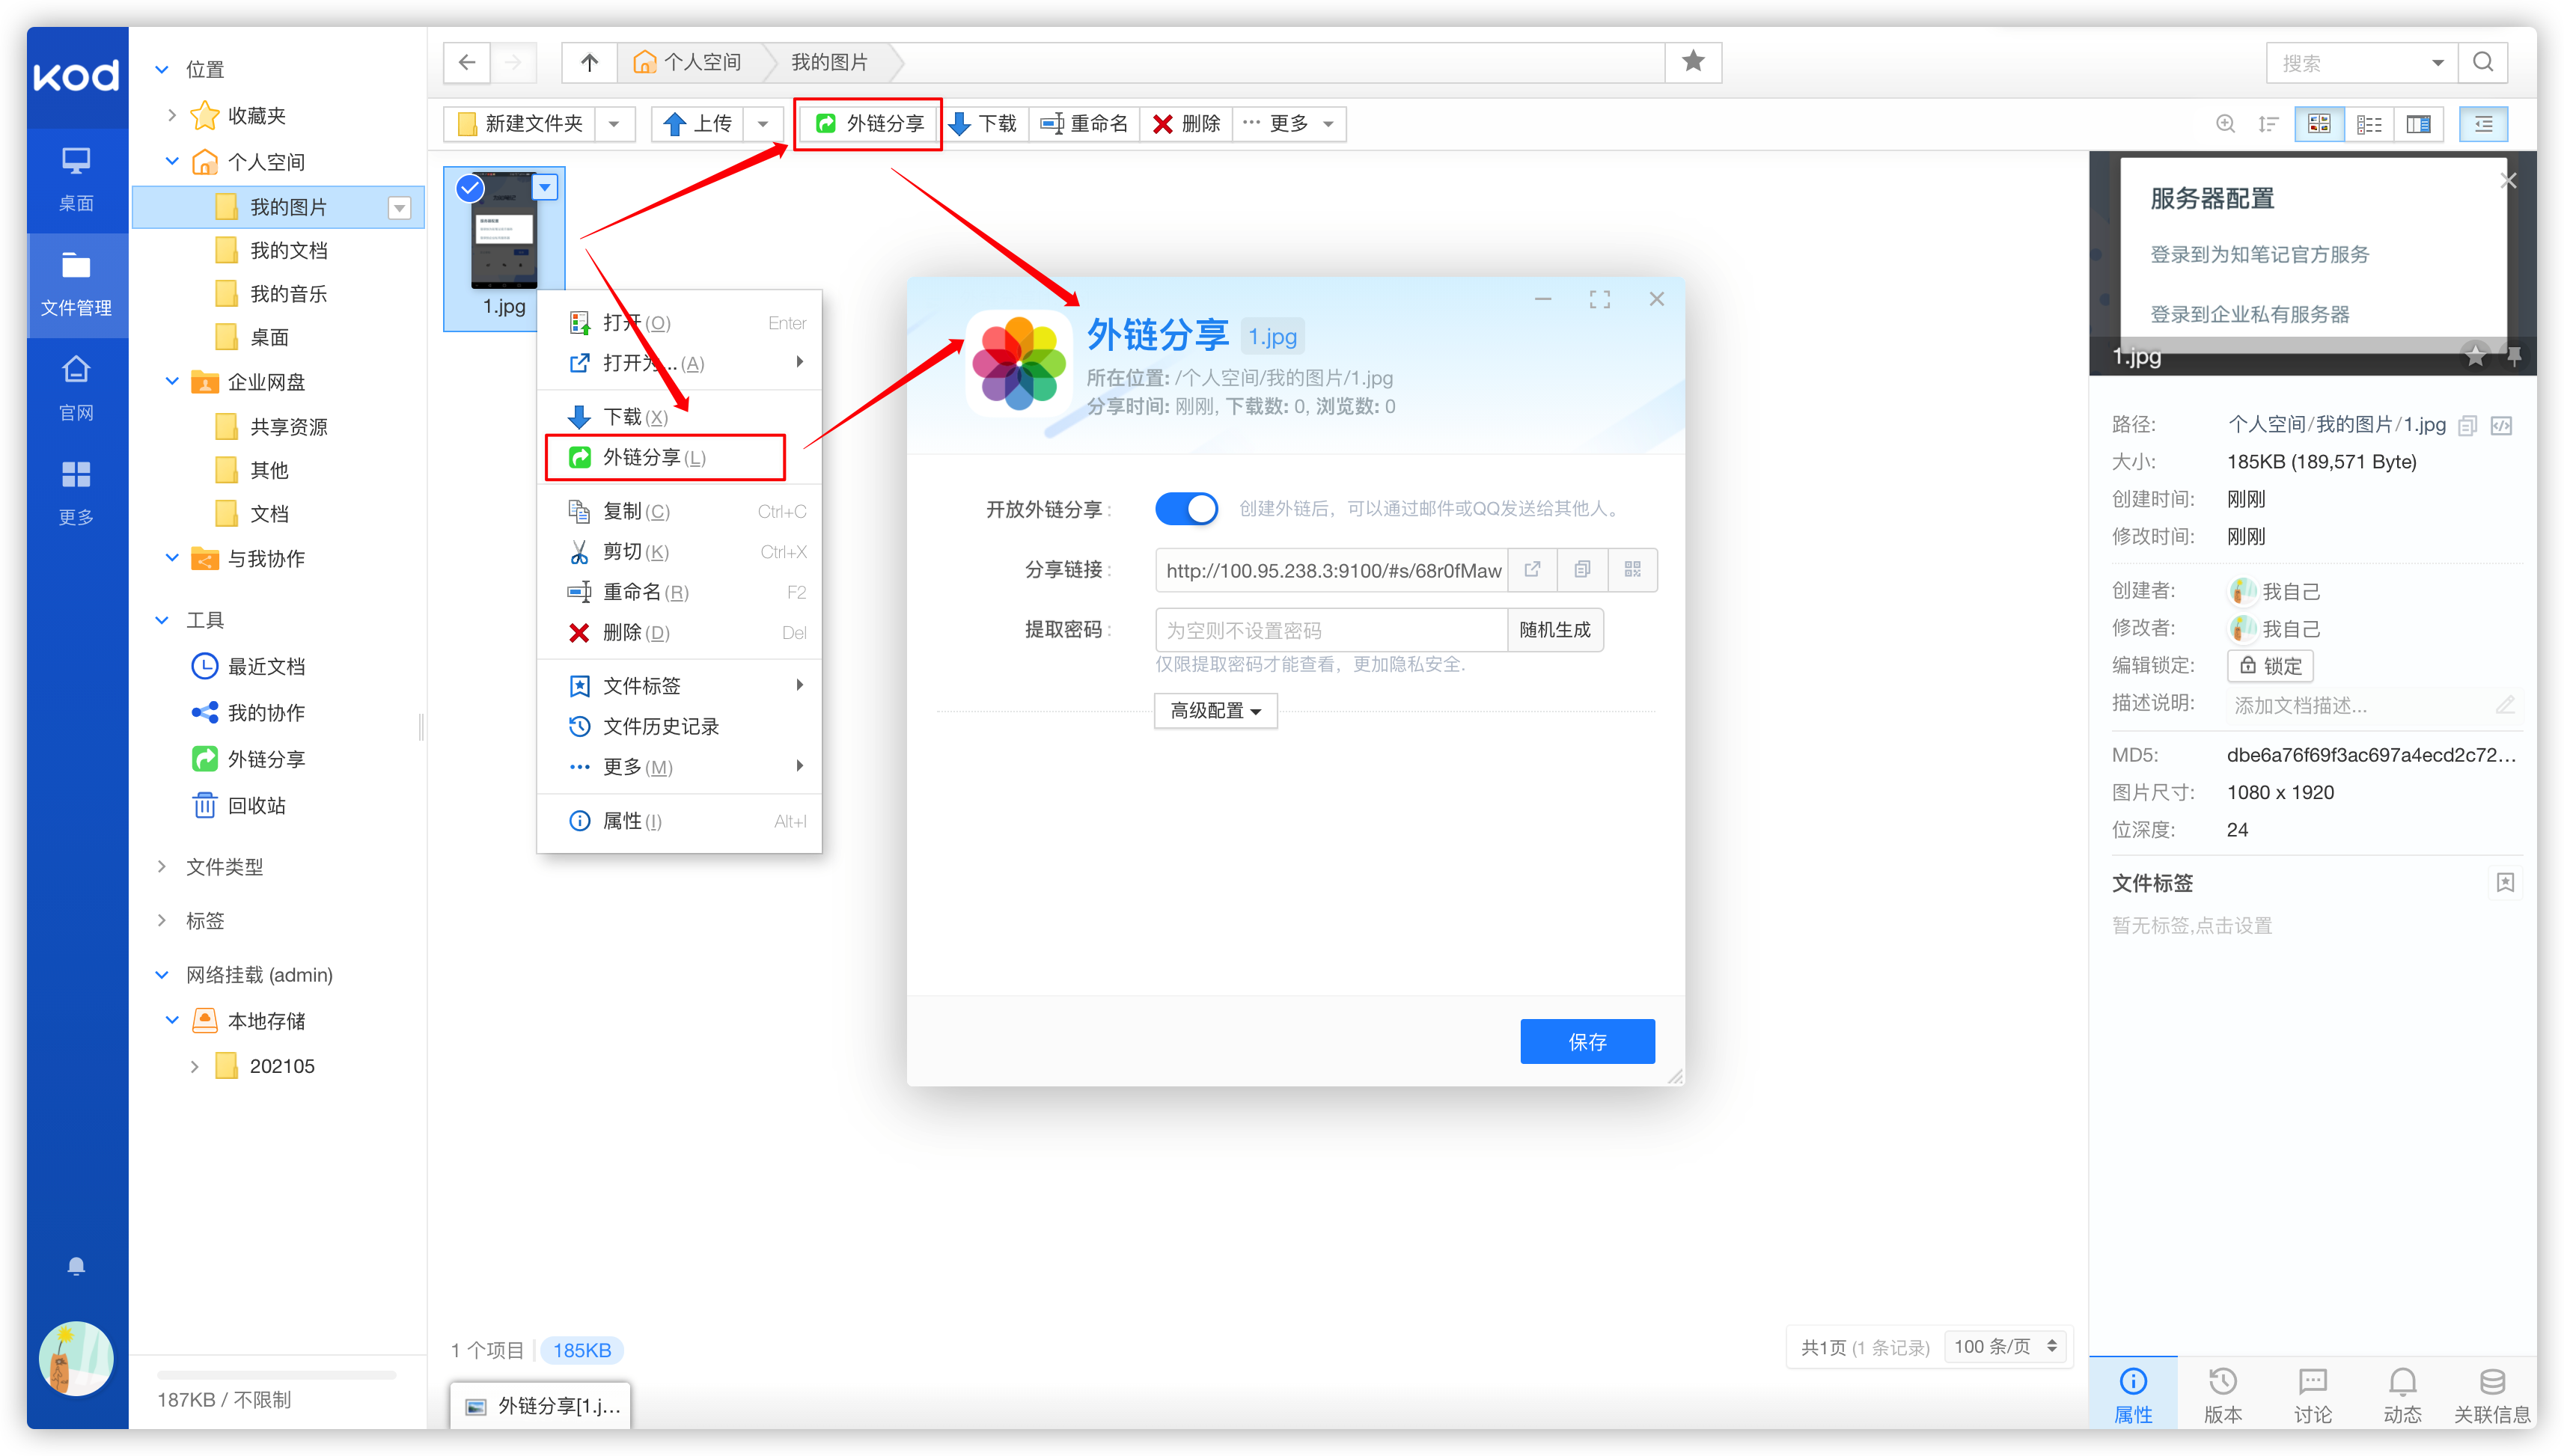 kod
桌面
文件管理
官网
更多
位置
收藏夹
个人空间
我的图片
我的文档
我的音乐
桌面
企业网盘
共享资源
其他
文档
与我协作
工具
最近文档
我的协作
外链分享
回收站
文件类型
标签
网络挂载 (admin)
本地存储
202105
187KB / 不限制
个人空间 我的图片
搜索
新建文件夹 上传 外链分享 下载 重命名 删除 ··· 更多
1.jpg
打开(O) Enter
打开为...(A)
下载(X)
外链分享(L)
复制(C) Ctrl+C
剪切(K) Ctrl+X
重命名(R) F2
删除(D) Del
文件标签
文件历史记录
更多(M)
属性(I) Alt+I
外链分享 1.jpg
所在位置: /个人空间/我的图片/1.jpg
分享时间: 刚刚, 下载数: 0, 浏览数: 0
开放外链分享: 创建外链后，可以通过邮件或QQ发送给其他人。
分享链接: http://100.95.238.3:9100/#s/68r0fMaw
提取密码: 为空则不设置密码 随机生成
仅限提取密码才能查看，更加隐私安全.
高级配置
保存
1 个项目 185KB
共1页 (1 条记录) 100 条/页
外链分享[1.j...
服务器配置
登录到为知笔记官方服务
登录到企业私有服务器
1.jpg
路径: 个人空间/我的图片/1.jpg
大小: 185KB (189,571 Byte)
创建时间: 刚刚
修改时间: 刚刚
创建者: 我自己
修改者: 我自己
编辑锁定: 锁定
描述说明: 添加文档描述...
MD5: dbe6a76f69f3ac697a4ecd2c72...
图片尺寸: 1080 x 1920
位深度: 24
文件标签
暂无标签,点击设置
属性 版本 讨论 动态 关联信息